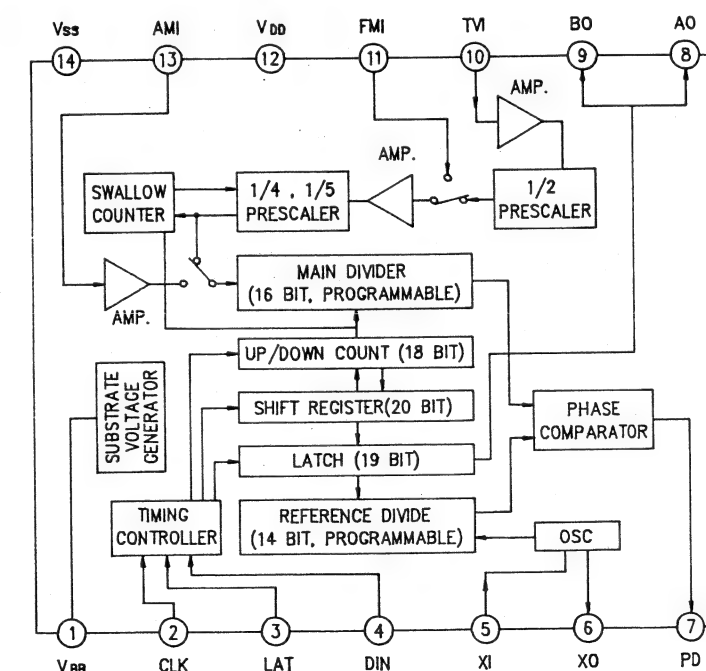 VSS AMI VDD FMI TVI BO AO
14 13 12 11 10 9 8
AMP.
AMP.
SWALLOW
COUNTER
1/4 , 1/5
PRESCALER
1/2
PRESCALER
MAIN DIVIDER
(16 BIT, PROGRAMMABLE)
AMP.
UP/DOWN COUNT (18 BIT)
SUBSTRATE
VOLTAGE
GENERATOR
SHIFT REGISTER(20 BIT)
PHASE
COMPARATOR
LATCH (19 BIT)
TIMING
CONTROLLER
REFERENCE DIVIDE
(14 BIT, PROGRAMMABLE)
OSC
1 2 3 4 5 6 7
VBB CLK LAT DIN XI XO PD